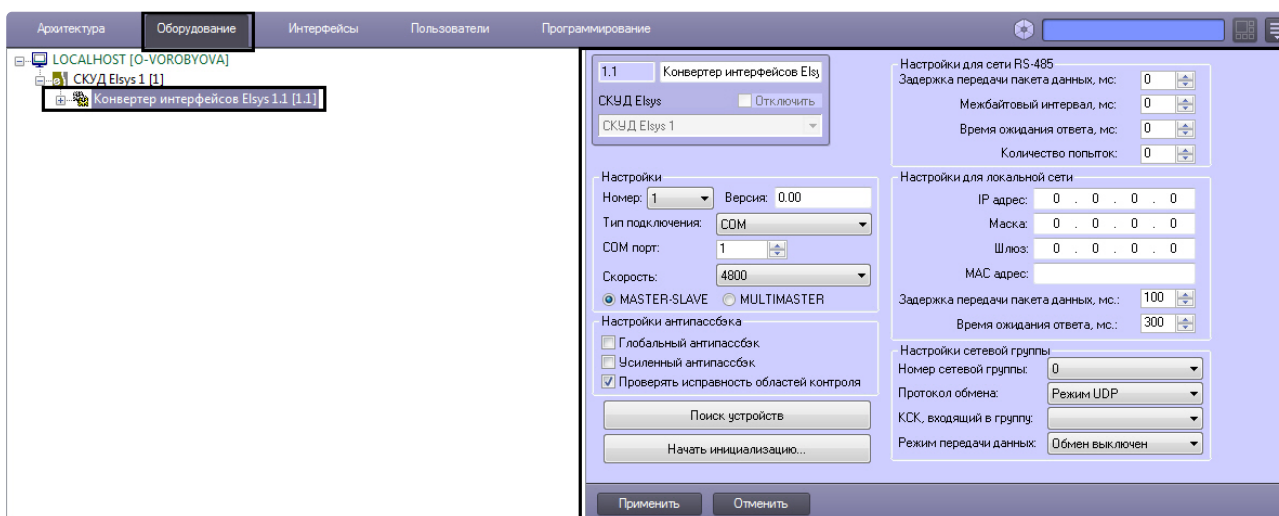 Архитектура Оборудование Интерфейсы Пользователи Программирование
LOCALHOST [O-VOROBYOVA]
СКУД Elsys 1 [1]
Конвертер интерфейсов Elsys 1.1 [1.1]
1.1 Конвертер интерфейсов Els
СКУД Elsys Отключить
СКУД Elsys 1
Настройки
Номер: 1 Версия: 0.00
Тип подключения: COM
COM порт: 1
Скорость: 4800
MASTER-SLAVE MULTIMASTER
Настройки антипассбэка
Глобальный антипассбэк
Усиленный антипассбэк
Проверять исправность областей контроля
Поиск устройств
Начать инициализацию...
Настройки для сети RS-485
Задержка передачи пакета данных, мс: 0
Межбайтовый интервал, мс: 0
Время ожидания ответа, мс: 0
Количество попыток: 0
Настройки для локальной сети
IP адрес: 0 . 0 . 0 . 0
Маска: 0 . 0 . 0 . 0
Шлюз: 0 . 0 . 0 . 0
MAC адрес:
Задержка передачи пакета данных, мс.: 100
Время ожидания ответа, мс.: 300
Настройки сетевой группы
Номер сетевой группы: 0
Протокол обмена: Режим UDP
КСК, входящий в группу:
Режим передачи данных: Обмен выключен
Применить Отменить